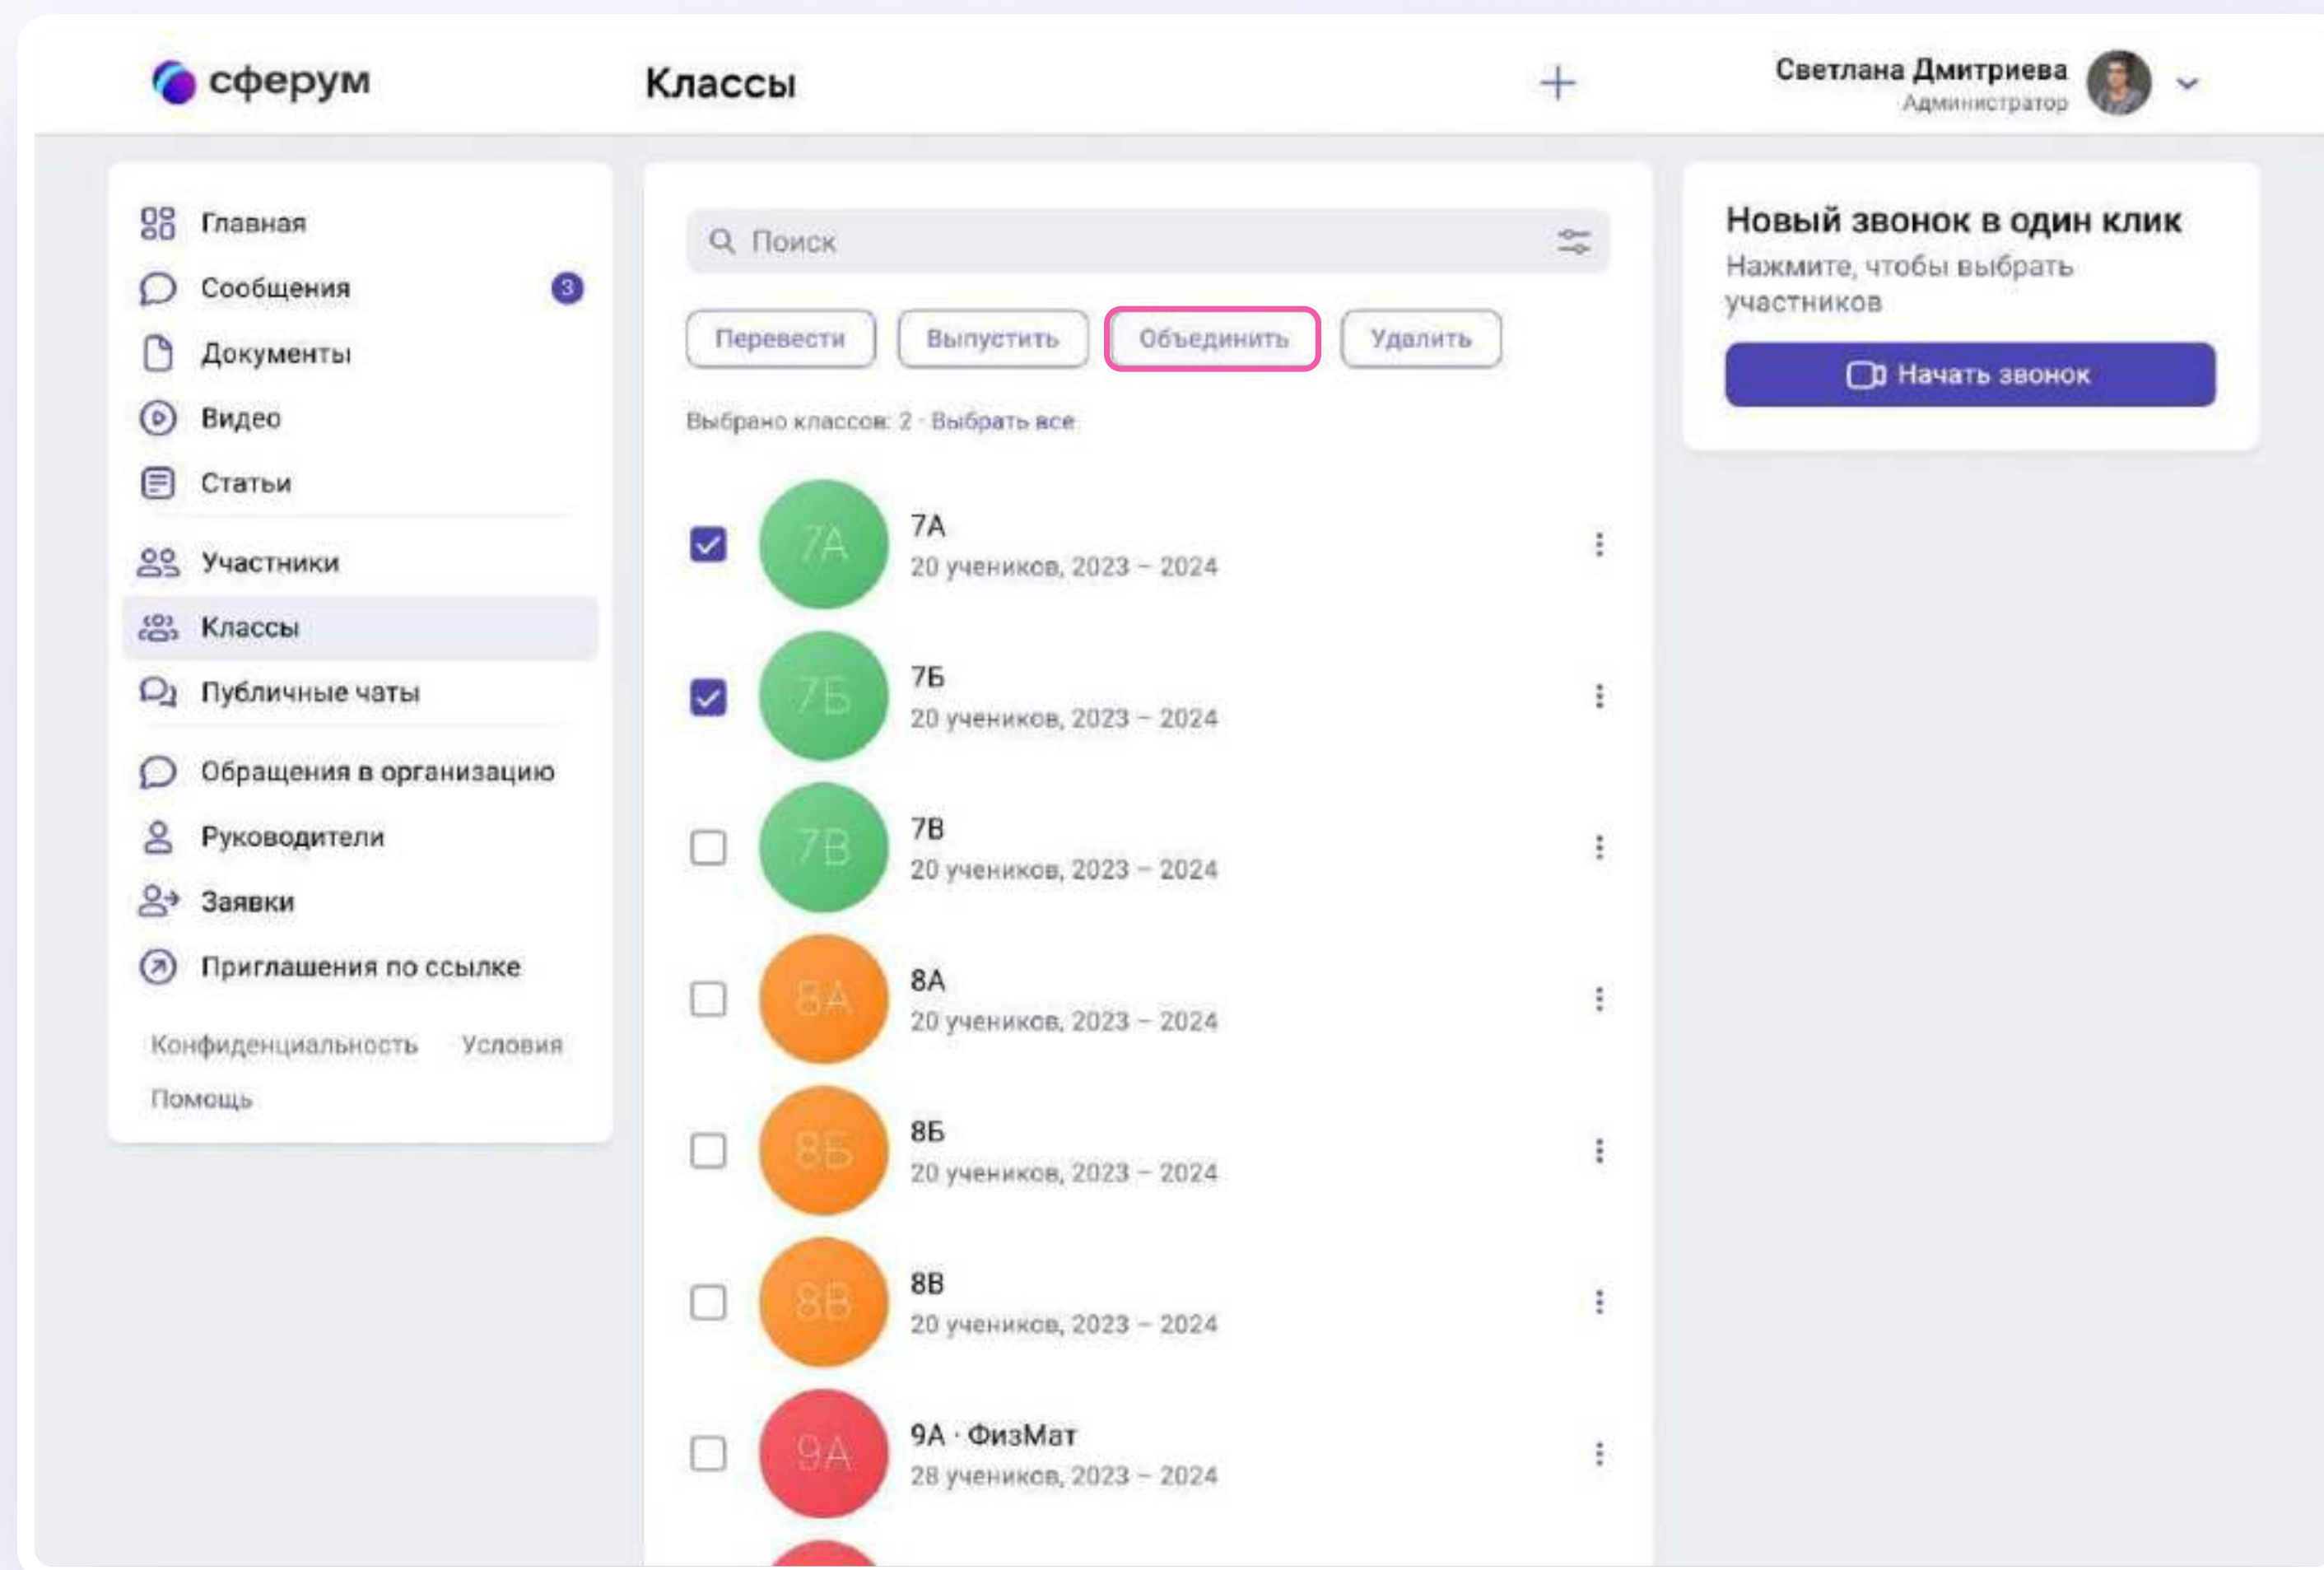 сферум
Классы
Светлана Дмитриева
Администратор
Главная
Сообщения
3
Документы
Видео
Статьи
Участники
Классы
Публичные чаты
Обращения в организацию
Руководители
Заявки
Приглашения по ссылке
Конфиденциальность Условия
Помощь
Поиск
Перевести Выпустить Объединить Удалить
Выбрано классов: 2 · Выбрать все
7А
7А
20 учеников, 2023 – 2024
7Б
7Б
20 учеников, 2023 – 2024
7В
7В
20 учеников, 2023 – 2024
8А
8А
20 учеников, 2023 – 2024
8Б
8Б
20 учеников, 2023 – 2024
8В
8В
20 учеников, 2023 – 2024
9А
9А · ФизМат
28 учеников, 2023 – 2024
Новый звонок в один клик
Нажмите, чтобы выбрать
участников
Начать звонок